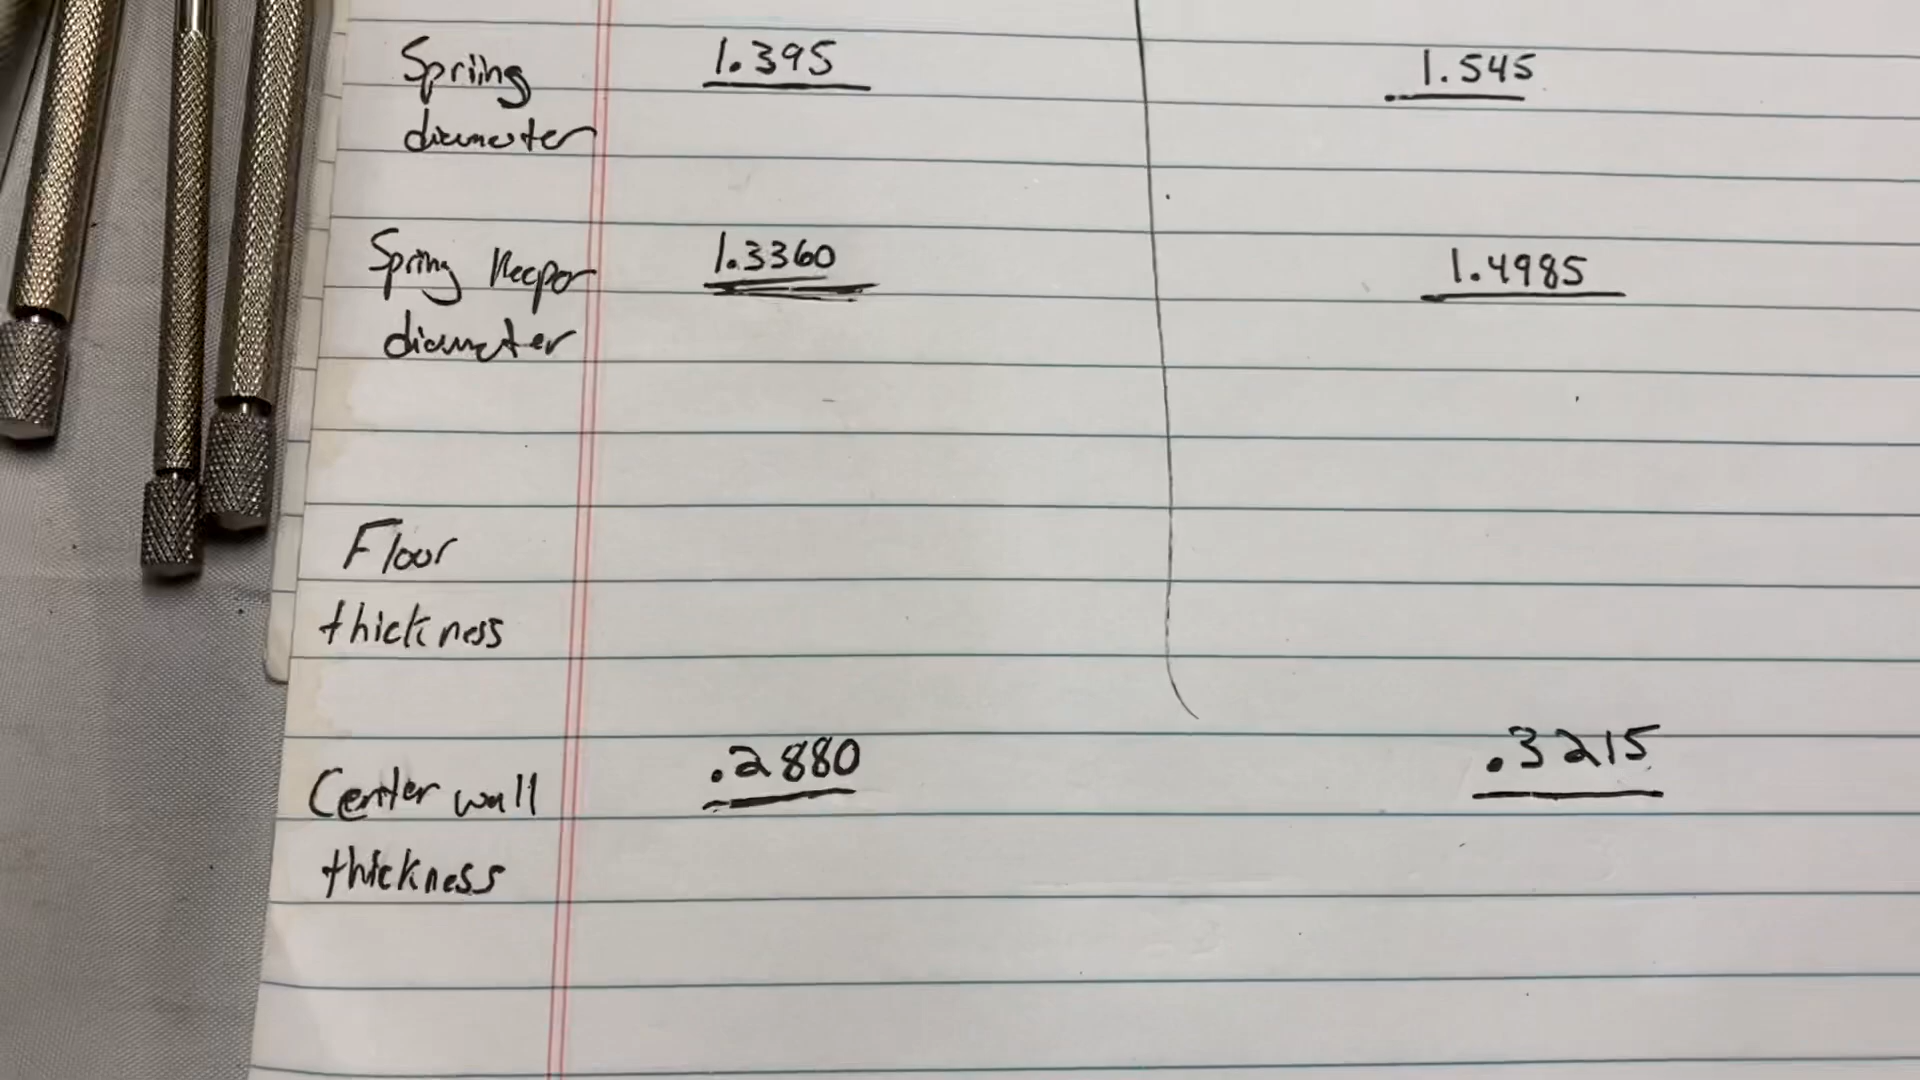 Spriing 1.395 1.545
diameter
Spring Keeper 1.3360 1.4985
diameter
Floor
thickness
Center wall .2880 .3215
thickness